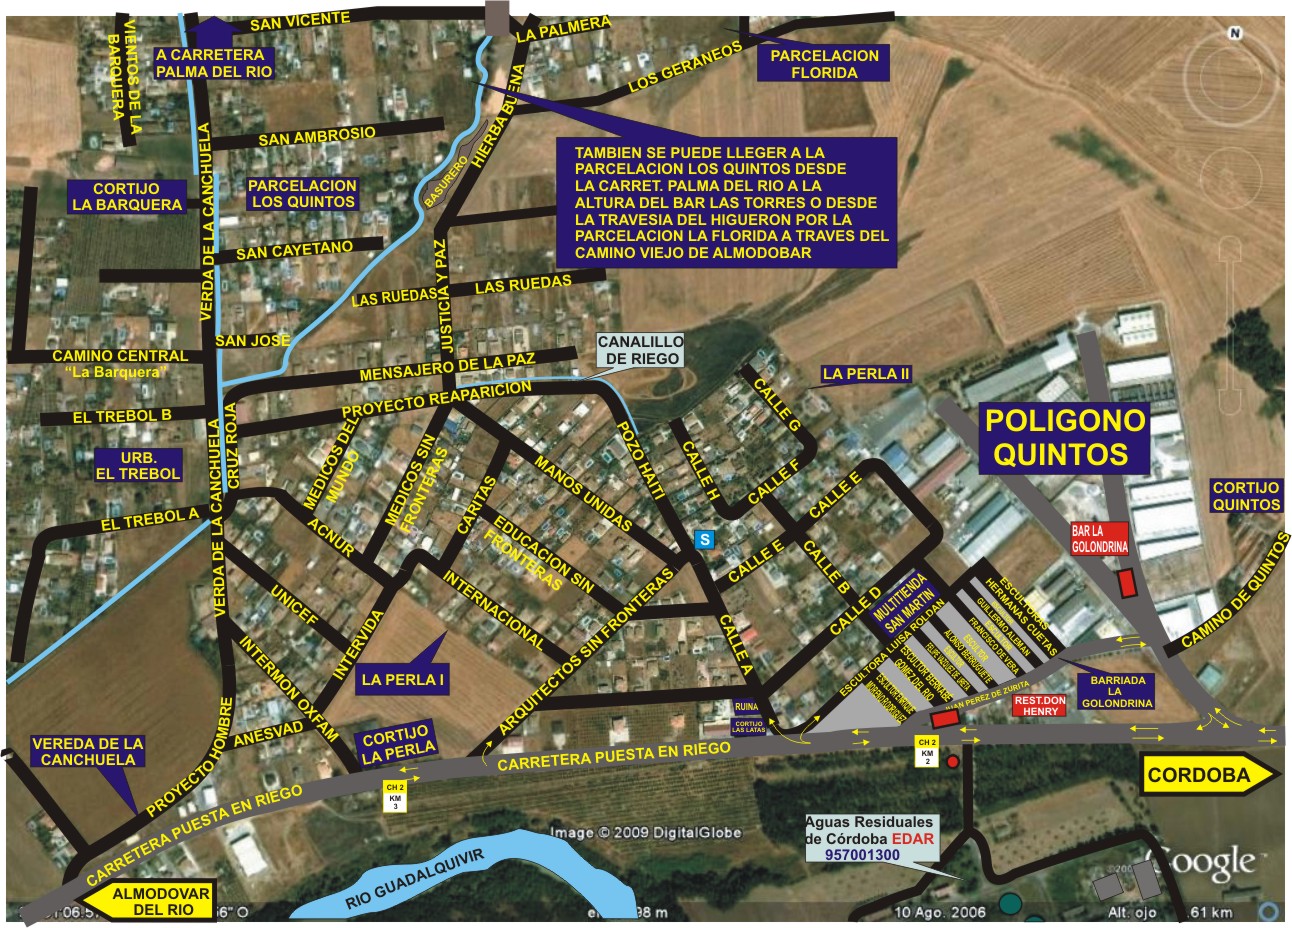 SAN VICENTE
LA PALMERA
VIENTOS DE LA
BARQUERA
A CARRETERA
PALMA DEL RIO
LOS GERANEOS
PARCELACION
FLORIDA
N
HIERBA BUENA
SAN AMBROSIO
BASURERO
VERDA DE LA CANCHUELA
CORTIJO
LA BARQUERA
PARCELACION
LOS QUINTOS
TAMBIEN SE PUEDE LLEGER A LA
PARCELACION LOS QUINTOS DESDE
LA CARRET. PALMA DEL RIO A LA
ALTURA DEL BAR LAS TORRES O DESDE
LA TRAVESIA DEL HIGUERON POR LA
PARCELACION LA FLORIDA A TRAVES DEL
CAMINO VIEJO DE ALMODOBAR
SAN CAYETANO
JUSTICIA Y PAZ
LAS RUEDAS
LAS RUEDAS
SAN JOSE
CAMINO CENTRAL
“La Barquera”
CANALILLO
DE RIEGO
MENSAJERO DE LA PAZ
LA PERLA II
PROYECTO REAPARICION
CALLE G
EL TREBOL B
CRUZ ROJA
POLIGONO
QUINTOS
URB.
EL TREBOL
MEDICOS DEL
MUNDO
MEDICOS SIN
FRONTERAS
POZO HAITI
CALLE H
MANOS UNIDAS
CALLE F
CALLE E
CARITAS
CORTIJO
QUINTOS
EL TREBOL A
VERDA DE LA CANCHUELA
ACNUR
EDUCACION SIN
FRONTERAS
S
CALLE E
CALLE B
BAR LA
GOLONDRINA
CAMINO DE QUINTOS
UNICEF
INTERNACIONAL
CALLE D
MULTITIENDA
SAN MARTIN
ESCULTORAS
HERMANAS CUETAS
GUILLERMO ALEMAN
FRANCISCO DE VERA
ESCULTOR
ALONSO BERRUGUETE
INTERVIDA
ARQUITECTOS SIN FRONTERAS
CALLE A
ESCULTORA LUISA ROLDAN
ESCULTOR BERNABE
GOMEZ DEL RIO
INTERMON OXFAM
LA PERLA I
JUAN PEREZ DE ZURITA
BARRIADA
LA
GOLONDRINA
REST.DON
HENRY
RUINA
CORTIJO
LAS LATAS
PROYECTO HOMBRE
ANESVAD
CORTIJO
LA PERLA
VEREDA DE LA
CANCHUELA
CARRETERA PUESTA EN RIEGO
CH 2
KM
2
CORDOBA
CH 2
KM
3
CARRETERA PUESTA EN RIEGO
Image © 2009 DigitalGlobe
Aguas Residuales
de Córdoba EDAR
957001300
RIO GUADALQUIVIR
Google
ALMODOVAR
DEL RIO
10 Ago. 2006
Alt. ojo
61 km